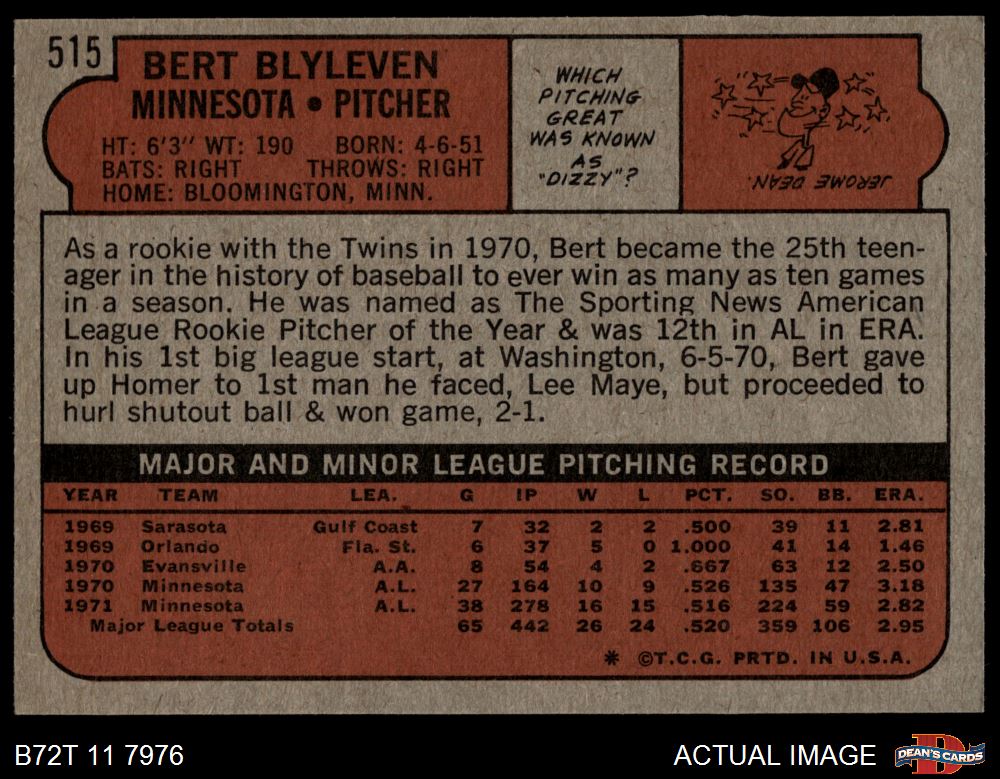 515
BERT BLYLEVEN
MINNESOTA • PITCHER
HT: 6'3" WT: 190 BORN: 4-6-51
BATS: RIGHT THROWS: RIGHT
HOME: BLOOMINGTON, MINN.
WHICH
PITCHING
GREAT
WAS KNOWN
AS
"DIZZY"?
JEROME DEAN.
As a rookie with the Twins in 1970, Bert became the 25th teen-
ager in the history of baseball to ever win as many as ten games
in a season. He was named as The Sporting News American
League Rookie Pitcher of the Year & was 12th in AL in ERA.
In his 1st big league start, at Washington, 6-5-70, Bert gave
up Homer to 1st man he faced, Lee Maye, but proceeded to
hurl shutout ball & won game, 2-1.
MAJOR AND MINOR LEAGUE PITCHING RECORD
YEAR TEAM LEA. G IP W L PCT. SO. BB. ERA.
1969 Sarasota Gulf Coast 7 32 2 2 .500 39 11 2.81
1969 Orlando Fla. St. 6 37 5 0 1.000 41 14 1.46
1970 Evansville A.A. 8 54 4 2 .667 63 12 2.50
1970 Minnesota A.L. 27 164 10 9 .526 135 47 3.18
1971 Minnesota A.L. 38 278 16 15 .516 224 59 2.82
Major League Totals 65 442 26 24 .520 359 106 2.95
* ©T.C.G. PRTD. IN U.S.A.
B72T 11 7976
ACTUAL IMAGE
DEAN'S CARDS